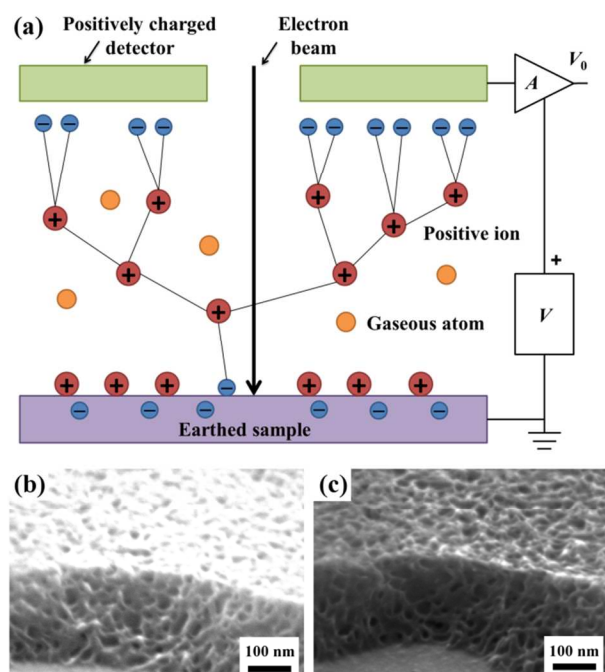 (a)
Positively charged
detector
Electron
beam
V₀
A
− − − − − − − − − −
+ + + +
Positive ion
+ +
+
V
+
Gaseous atom
+ + + − + + +
− − − − − −
Earthed sample
(b)
(c)
100 nm
100 nm